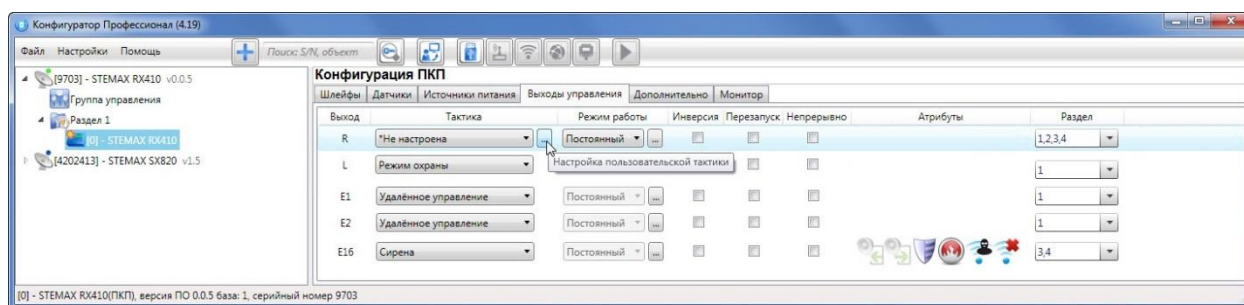 Конфигуратор Профессионал (4.19)
Файл Настройки Помощь Поиск: S/N, объект
[9703] - STEMAX RX410 v0.0.5
Группа управления
Раздел 1
[0] - STEMAX RX410
[4202413] - STEMAX SX820 v1.5
Конфигурация ПКП
Шлейфы Датчики Источники питания Выходы управления Дополнительно Монитор
Выход Тактика Режим работы Инверсия Перезапуск Непрерывно Атрибуты Раздел
R *Не настроена ... Постоянный ... 1,2,3,4
Настройка пользовательской тактики
L Режим охраны 1
E1 Удалённое управление Постоянный ... 1
E2 Удалённое управление Постоянный ... 1
E16 Сирена Постоянный ... 3,4
[0] - STEMAX RX410(ПКП), версия ПО 0.0.5 база: 1, серийный номер 9703